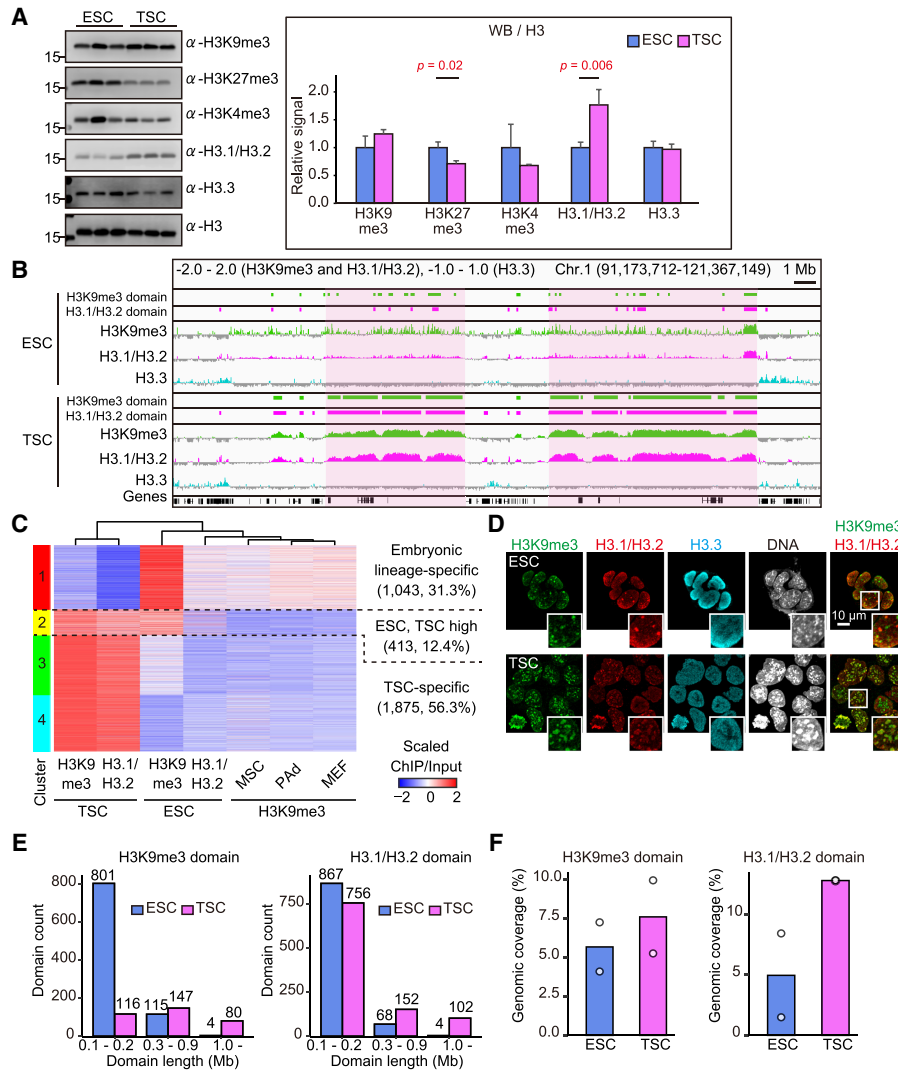 A
ESC TSC
15 α-H3K9me3
15 α-H3K27me3
15 α-H3K4me3
15 α-H3.1/H3.2
15 α-H3.3
15 α-H3
WB / H3
ESC TSC
p = 0.02 p = 0.006
Relative signal
2.0
1.5
1.0
0.5
0.0
H3K9 me3
H3K27 me3
H3K4 me3
H3.1/H3.2
H3.3
B
-2.0 - 2.0 (H3K9me3 and H3.1/H3.2), -1.0 - 1.0 (H3.3) Chr.1 (91,173,712-121,367,149) 1 Mb
ESC
H3K9me3 domain
H3.1/H3.2 domain
H3K9me3
H3.1/H3.2
H3.3
TSC
H3K9me3 domain
H3.1/H3.2 domain
H3K9me3
H3.1/H3.2
H3.3
Genes
C
1
2
3
4
Cluster
Embryonic
lineage-specific
(1,043, 31.3%)
ESC, TSC high
(413, 12.4%)
TSC-specific
(1,875, 56.3%)
Scaled
ChIP/Input
−2 0 2
H3K9 me3
H3.1/ H3.2
H3K9 me3
H3.1/ H3.2
MSC PAd MEF
TSC ESC H3K9me3
D
H3K9me3 H3.1/H3.2 H3.3 DNA
H3K9me3
H3.1/H3.2
ESC
10 μm
TSC
E
H3K9me3 domain
ESC TSC
Domain count
800
600
400
200
0
801 116 115 147 4 80
0.1 - 0.2 0.3 - 0.9 1.0 -
Domain length (Mb)
H3.1/H3.2 domain
ESC TSC
Domain count
750
500
250
0
867 756 68 152 4 102
0.1 - 0.2 0.3 - 0.9 1.0 -
Domain length (Mb)
F
H3K9me3 domain
Genomic coverage (%)
10.0
7.5
5.0
2.5
0.0
ESC TSC
H3.1/H3.2 domain
Genomic coverage (%)
10
5
0
ESC TSC